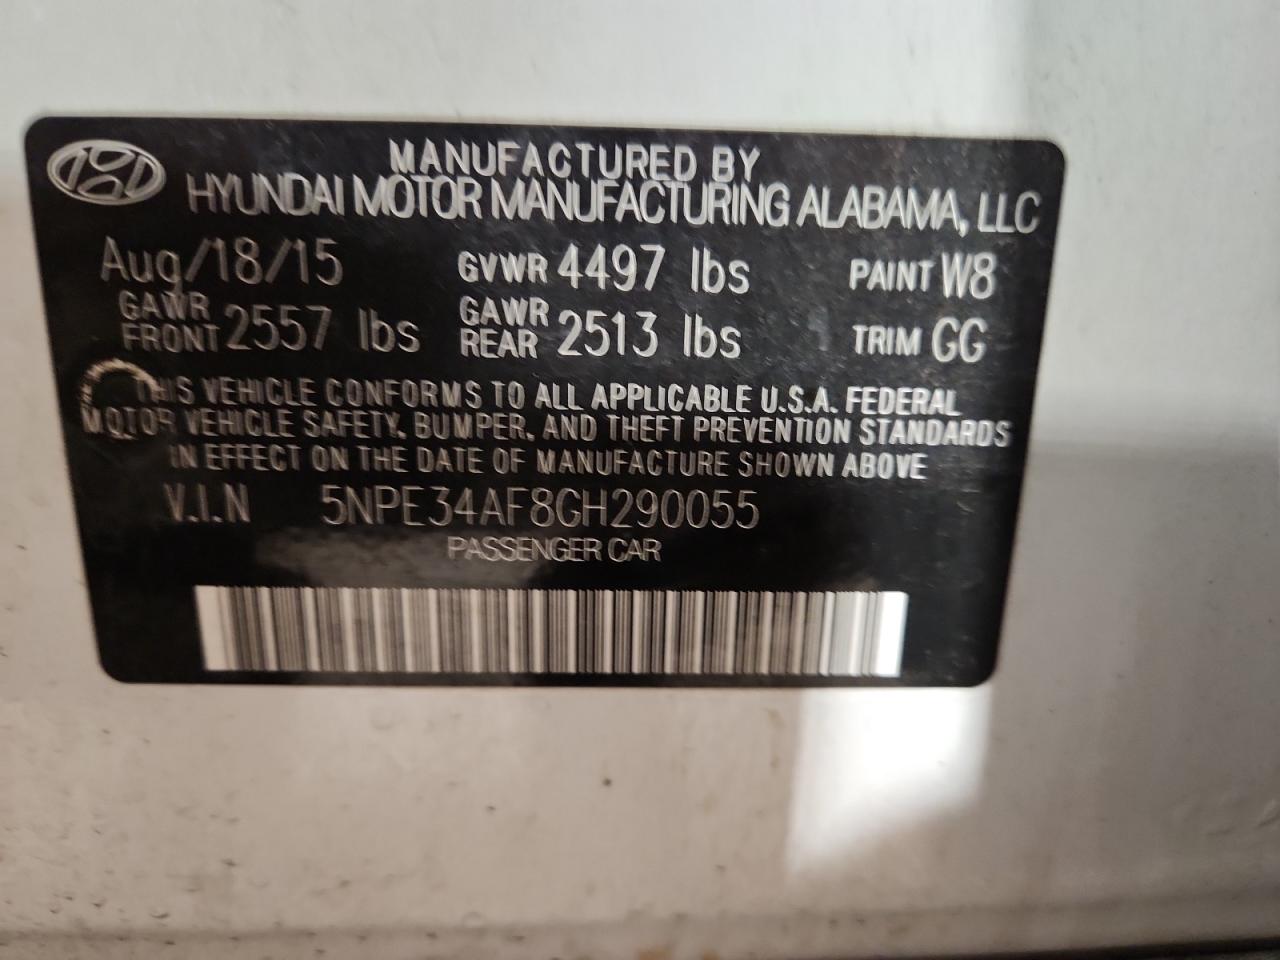 MANUFACTURED BY
HYUNDAI MOTOR MANUFACTURING ALABAMA, LLC
Aug/18/15 GVWR 4497 lbs PAINT W8
GAWR FRONT 2557 lbs GAWR REAR 2513 lbs TRIM GG
THIS VEHICLE CONFORMS TO ALL APPLICABLE U.S.A. FEDERAL
MOTOR VEHICLE SAFETY, BUMPER, AND THEFT PREVENTION STANDARDS
IN EFFECT ON THE DATE OF MANUFACTURE SHOWN ABOVE
V.I.N 5NPE34AF8GH290055
PASSENGER CAR